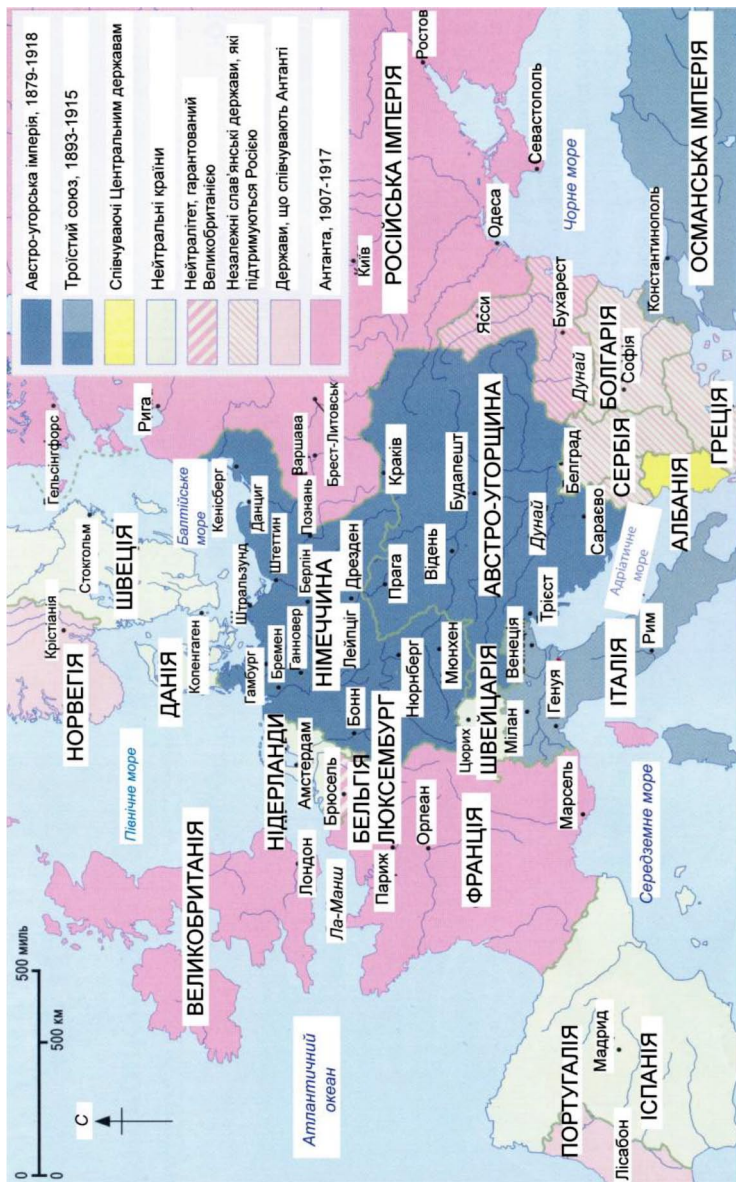 Австро-угорська імперія, 1879-1918
Троїстий союз, 1893-1915
Співчуваючі Центральним державам
Нейтральні країни
Нейтралітет, гарантований
Великобританією
Незалежні слав'янські держави, які
підтримуються Росією
Держави, що співчувають Антанті
Антанта, 1907-1917
0
500 км
0
500 миль
С
НОРВЕГІЯ
Крістіанія
ШВЕЦІЯ
Стокгольм
Гельсінгфорс
Рига
Балтійське
море
Північне море
ДАНІЯ
Копенгаген
ВЕЛИКОБРИТАНІЯ
Лондон
Ла-Манш
Атлантичний
океан
НІДЕРЛАНДИ
Амстердам
Брюсель
БЕЛЬГІЯ
ЛЮКСЕМБУРГ
Гамбург
Бремен
Ганновер
Штральзунд
Штеттин
Берлін
Данциг
Кенісберг
Познань
НІМЕЧЧИНА
Лейпціг
Дрезден
Бонн
Нюрнберг
Мюнхен
Варшава
Брест-Литовськ
Київ
РОСІЙСЬКА ІМПЕРІЯ
Ростов
Одеса
Севастополь
Чорне море
Краків
Прага
Відень
Будапешт
АВСТРО-УГОРЩИНА
Дунай
Сараєво
Трієст
Париж
Орлеан
ФРАНЦІЯ
Марсель
Цюрих
ШВЕЙЦАРІЯ
Мілан
Венеція
Генуя
ІТАЛІЯ
Рим
Адріатичне
море
Середземне море
ПОРТУГАЛІЯ
Лісабон
Мадрид
ІСПАНІЯ
Ясси
Бухарест
Дунай
Белград
СЕРБІЯ
БОЛГАРІЯ
Софія
АЛБАНІЯ
ГРЕЦІЯ
Константинополь
ОСМАНСЬКА ІМПЕРІЯ